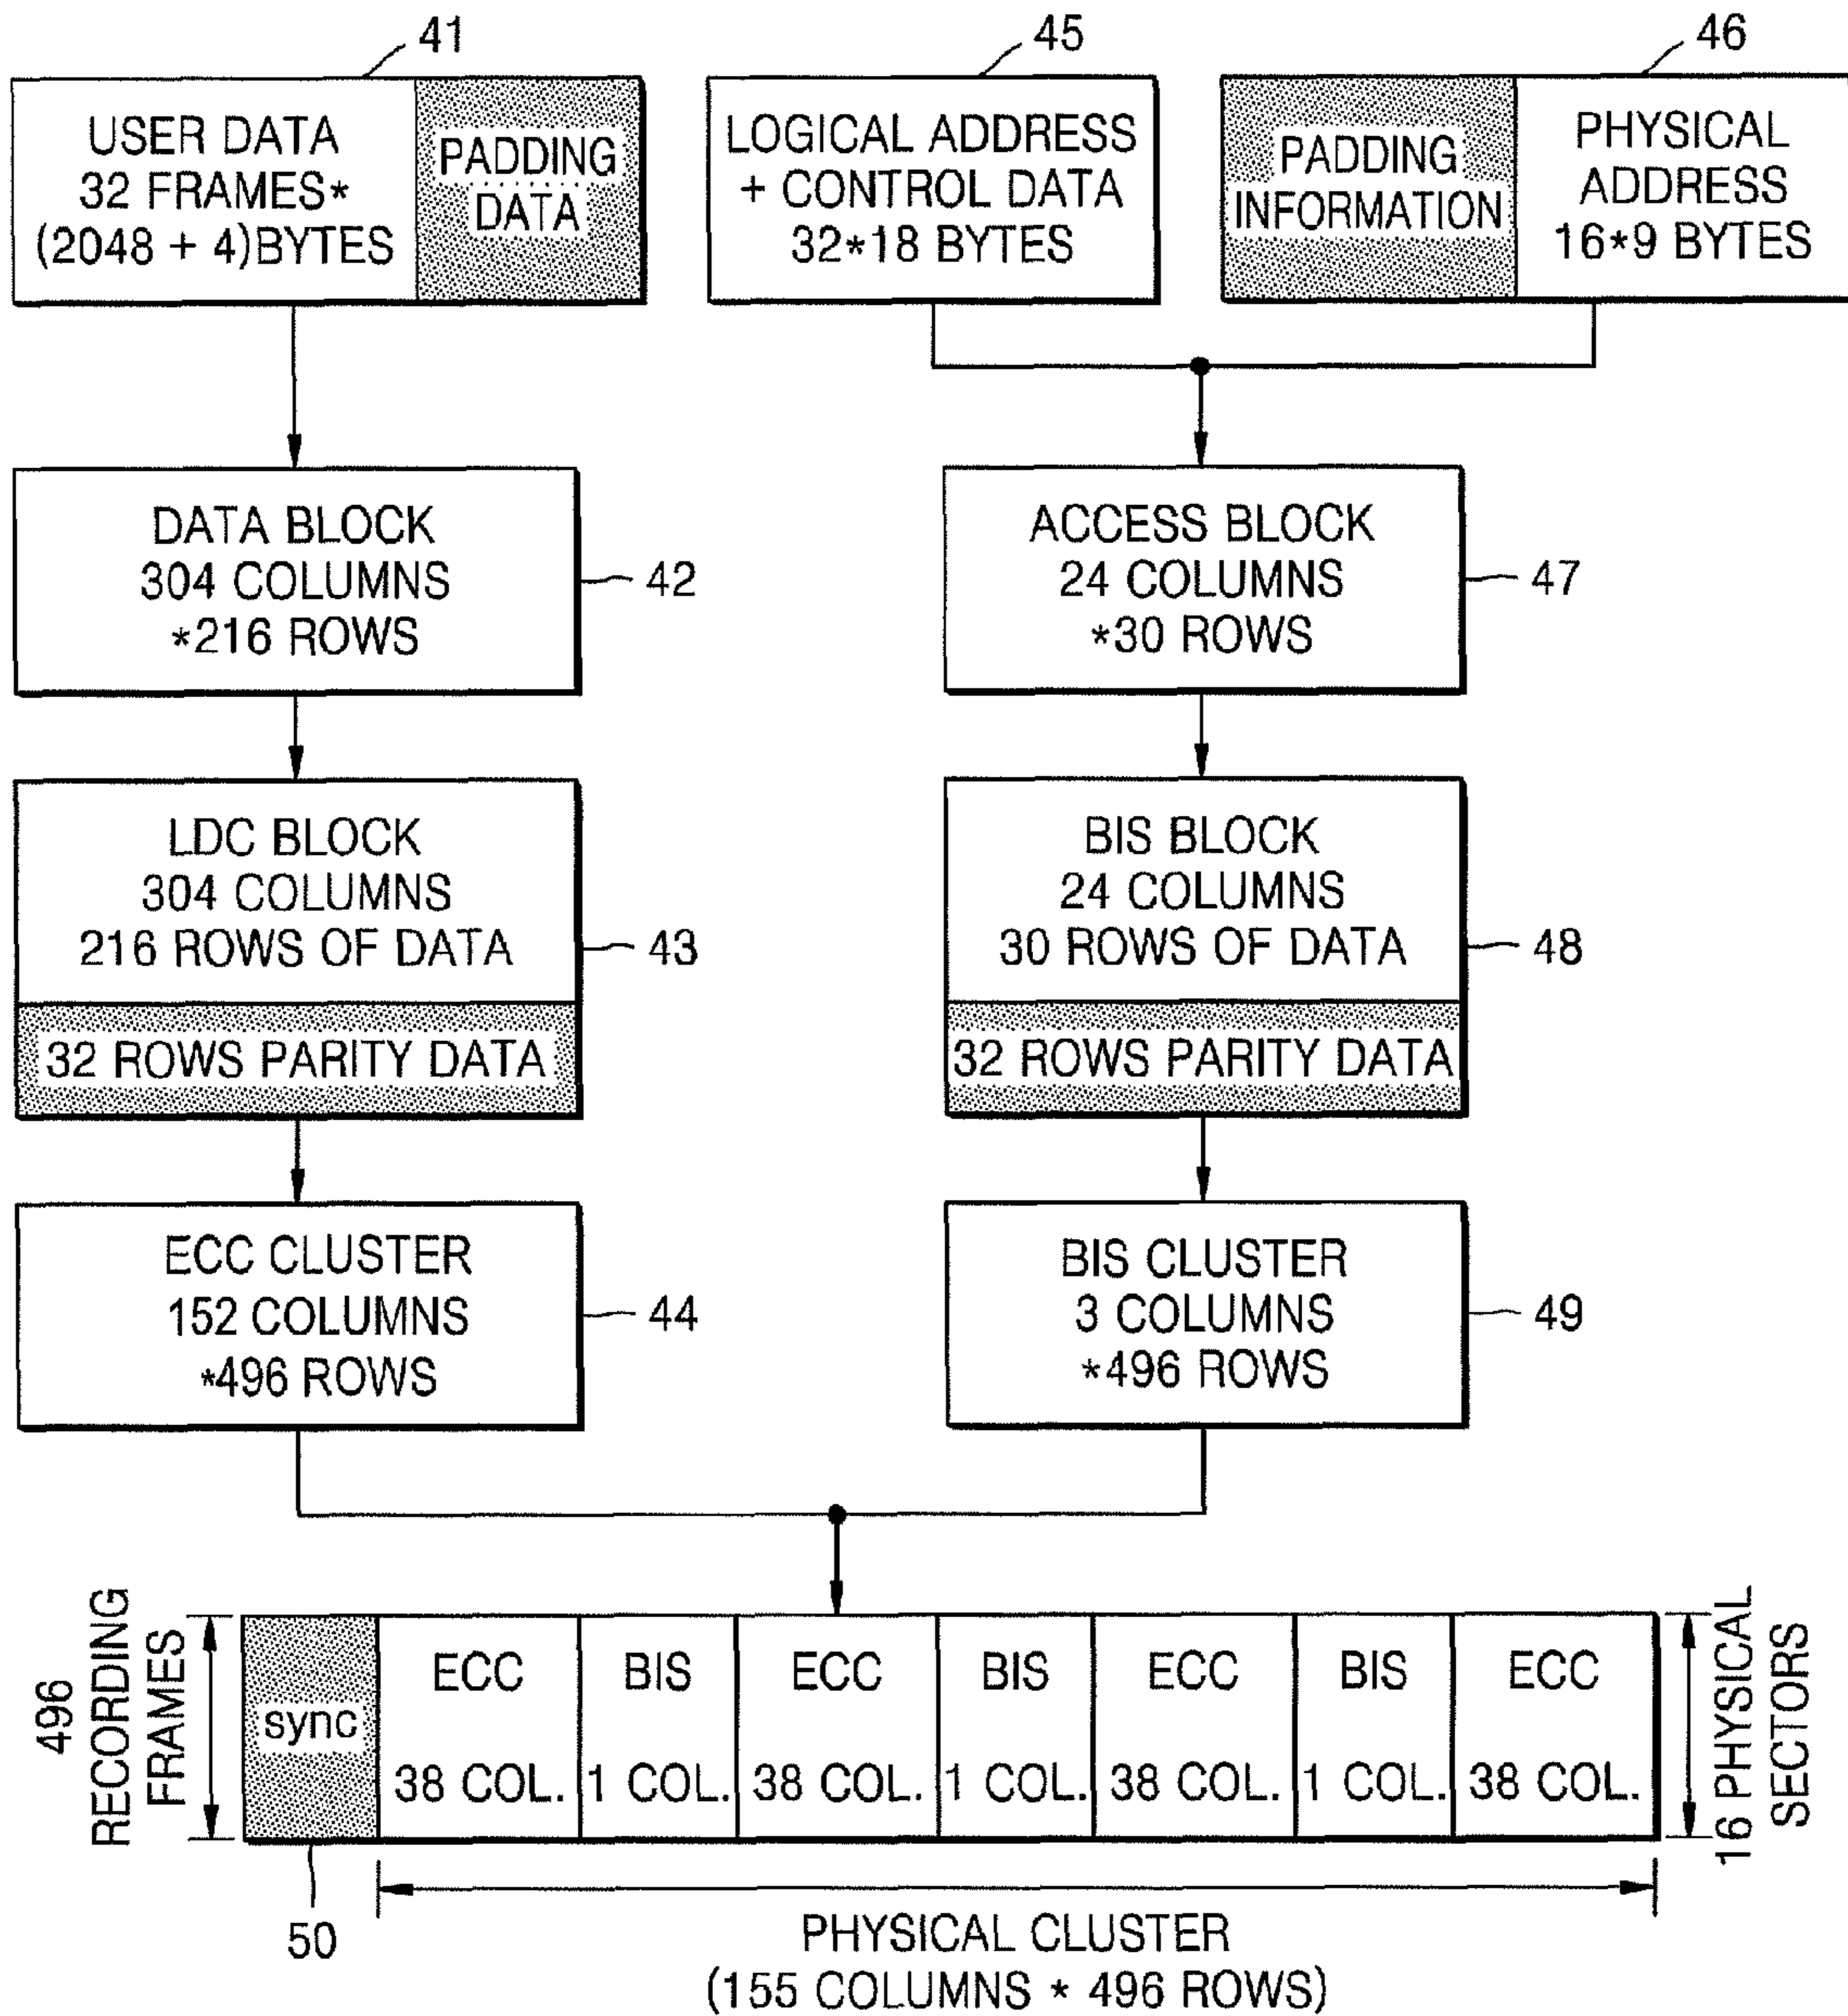 41
45
46
USER DATA
32 FRAMES*
(2048 + 4)BYTES
PADDING
DATA
LOGICAL ADDRESS
+ CONTROL DATA
32*18 BYTES
PADDING
INFORMATION
PHYSICAL
ADDRESS
16*9 BYTES
DATA BLOCK
304 COLUMNS
*216 ROWS
42
ACCESS BLOCK
24 COLUMNS
*30 ROWS
47
LDC BLOCK
304 COLUMNS
216 ROWS OF DATA
32 ROWS PARITY DATA
43
BIS BLOCK
24 COLUMNS
30 ROWS OF DATA
32 ROWS PARITY DATA
48
ECC CLUSTER
152 COLUMNS
*496 ROWS
44
BIS CLUSTER
3 COLUMNS
*496 ROWS
49
496
RECORDING
FRAMES
sync
ECC
38 COL.
BIS
1 COL.
ECC
38 COL.
BIS
1 COL.
ECC
38 COL.
BIS
1 COL.
ECC
38 COL.
16 PHYSICAL
SECTORS
50
PHYSICAL CLUSTER
(155 COLUMNS * 496 ROWS)